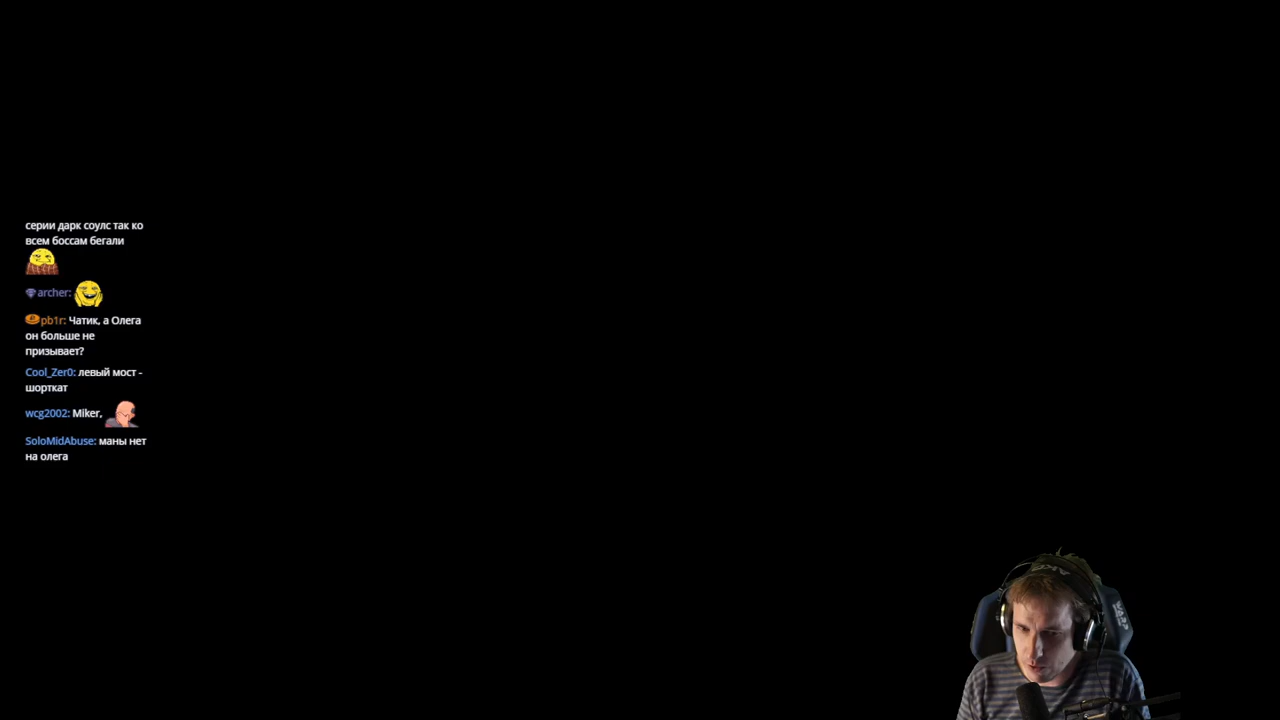 серии дарк соулс так ко
всем боссам бегали
archer:
pb1r: Чатик, а Олега
он больше не
призывает?
Cool_Zer0: левый мост -
шорткат
wcg2002: Miker,
SoloMidAbuse: маны нет
на олега